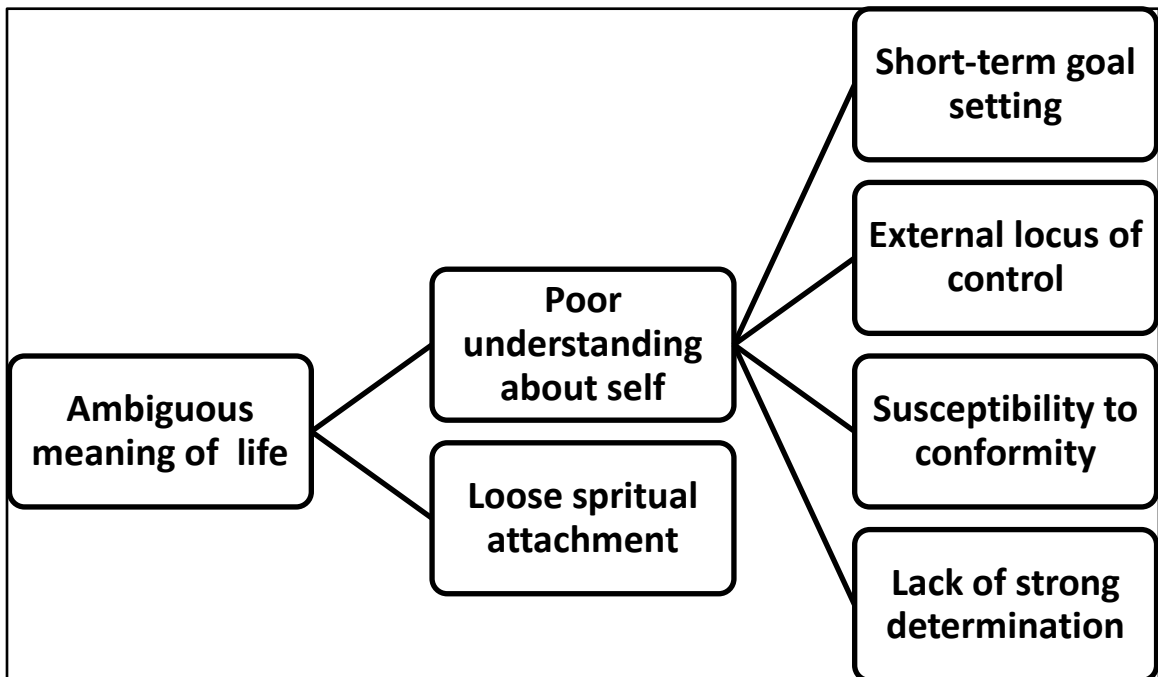 Ambiguous
meaning of  life
Poor
understanding
about self
Loose spritual
attachment
Short-term goal
setting
External locus of
control
Susceptibility to
conformity
Lack of strong
determination